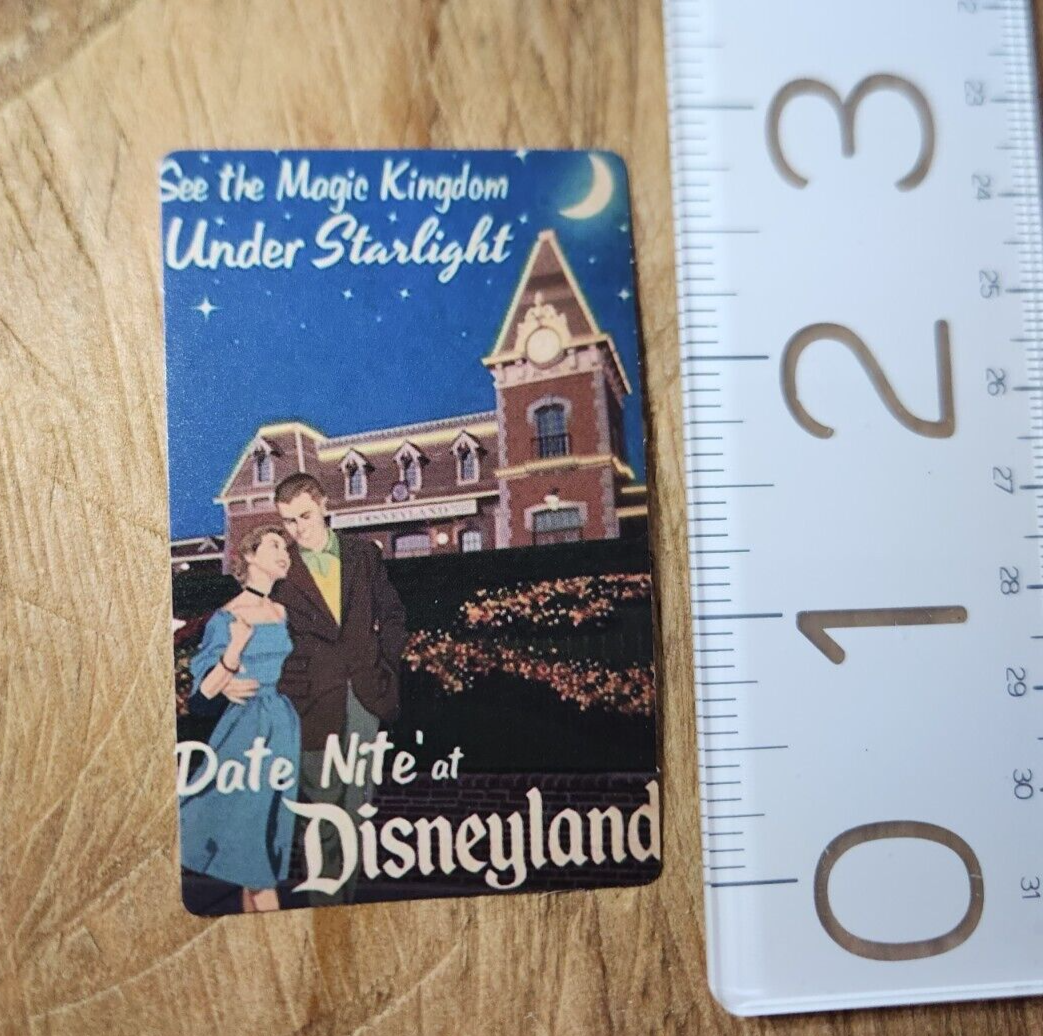 See the Magic Kingdom
Under Starlight
DISNEYLAND
Date Nite' at
Disneyland
3
2
1
0
23
24
25
26
27
28
29
30
31